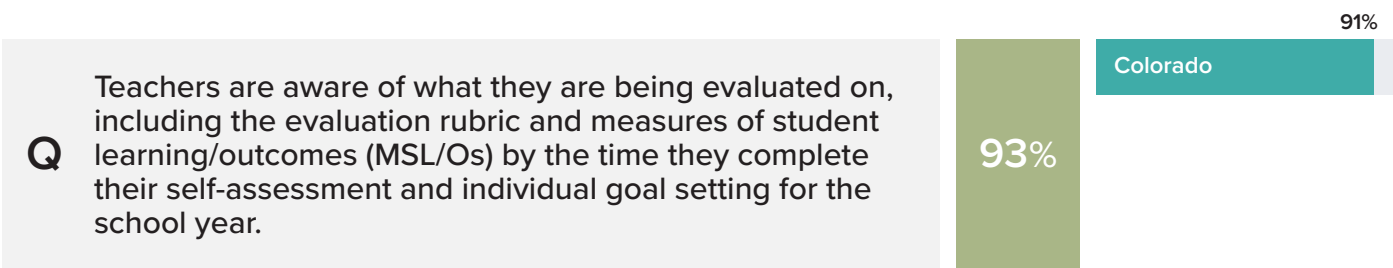 91%
Colorado
Q
Teachers are aware of what they are being evaluated on,
including the evaluation rubric and measures of student
learning/outcomes (MSL/Os) by the time they complete
their self-assessment and individual goal setting for the
school year.
93%